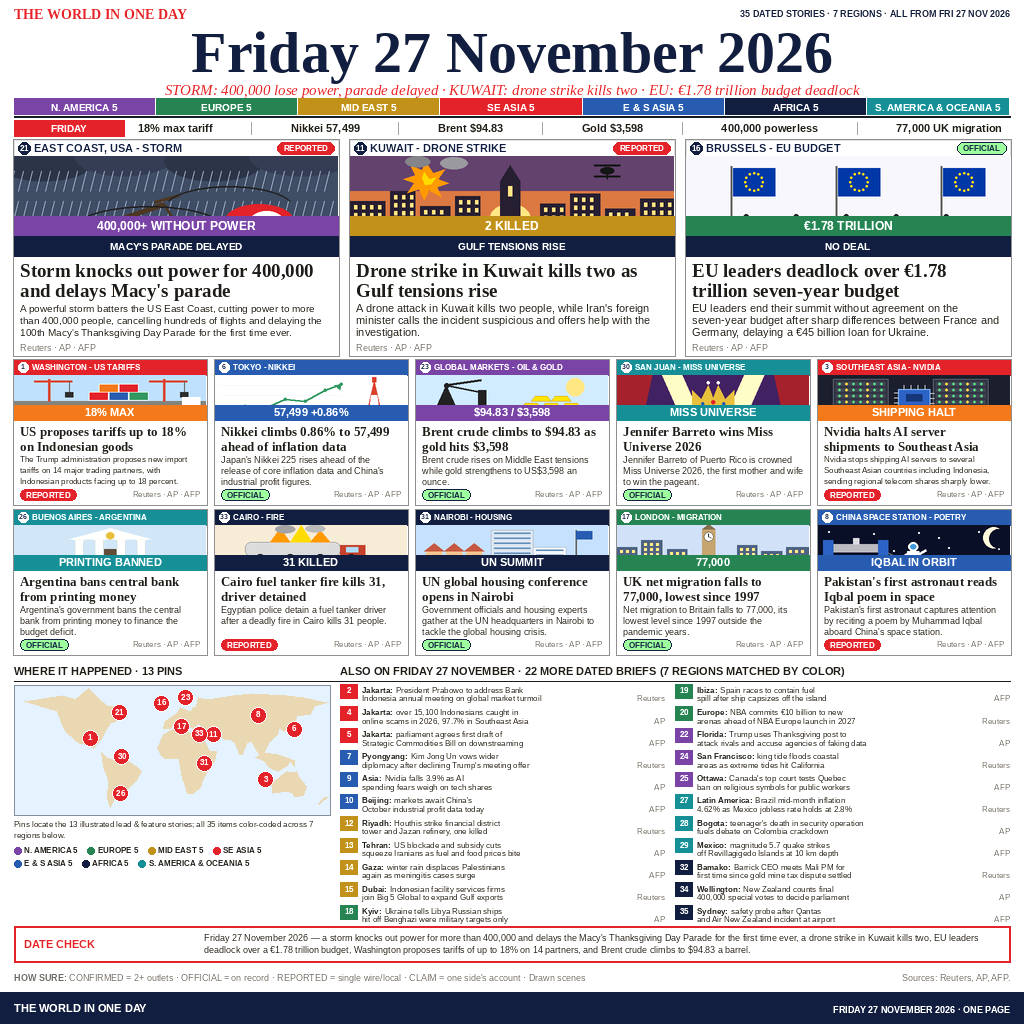 THE WORLD IN ONE DAY
35 DATED STORIES · 7 REGIONS · ALL FROM FRI 27 NOV 2026
Friday 27 November 2026
STORM: 400,000 lose power, parade delayed · KUWAIT: drone strike kills two · EU: €1.78 trillion budget deadlock
N. AMERICA 5
EUROPE 5
MID EAST 5
SE ASIA 5
E & S ASIA 5
AFRICA 5
S. AMERICA & OCEANIA 5
FRIDAY
18% max tariff
Nikkei 57,499
Brent $94.83
Gold $3,598
400,000 powerless
77,000 UK migration
21 EAST COAST, USA - STORM
REPORTED
400,000+ WITHOUT POWER
MACY'S PARADE DELAYED
Storm knocks out power for 400,000
and delays Macy's parade
A powerful storm batters the US East Coast, cutting power to more
than 400,000 people, cancelling hundreds of flights and delaying the
100th Macy's Thanksgiving Day Parade for the first time ever.
Reuters · AP · AFP
11 KUWAIT - DRONE STRIKE
REPORTED
2 KILLED
GULF TENSIONS RISE
Drone strike in Kuwait kills two as
Gulf tensions rise
A drone attack in Kuwait kills two people, while Iran's foreign
minister calls the incident suspicious and offers help with the
investigation.
Reuters · AP · AFP
16 BRUSSELS - EU BUDGET
OFFICIAL
€1.78 TRILLION
NO DEAL
EU leaders deadlock over €1.78
trillion seven-year budget
EU leaders end their summit without agreement on the
seven-year budget after sharp differences between France and
Germany, delaying a €45 billion loan for Ukraine.
Reuters · AP · AFP
1 WASHINGTON - US TARIFFS
18% MAX
US proposes tariffs up to 18%
on Indonesian goods
The Trump administration proposes new import
tariffs on 14 major trading partners, with
Indonesian products facing up to 18 percent.
REPORTED
Reuters · AP · AFP
6 TOKYO - NIKKEI
57,499 +0.86%
Nikkei climbs 0.86% to 57,499
ahead of inflation data
Japan's Nikkei 225 rises ahead of the
release of core inflation data and China's
industrial profit figures.
OFFICIAL
Reuters · AP · AFP
23 GLOBAL MARKETS - OIL & GOLD
$94.83 / $3,598
Brent crude climbs to $94.83 as
gold hits $3,598
Brent crude rises on Middle East tensions
while gold strengthens to US$3,598 an
ounce.
OFFICIAL
Reuters · AP · AFP
30 SAN JUAN - MISS UNIVERSE
MISS UNIVERSE
Jennifer Barreto wins Miss
Universe 2026
Jennifer Barreto of Puerto Rico is crowned
Miss Universe 2026, the first mother and wife
to win the pageant.
OFFICIAL
Reuters · AP · AFP
3 SOUTHEAST ASIA - NVIDIA
SHIPPING HALT
Nvidia halts AI server
shipments to Southeast Asia
Nvidia stops shipping AI servers to several
Southeast Asian countries including Indonesia,
sending regional telecom shares sharply lower.
REPORTED
Reuters · AP · AFP
26 BUENOS AIRES - ARGENTINA
PRINTING BANNED
Argentina bans central bank
from printing money
Argentina's government bans the central
bank from printing money to finance the
budget deficit.
OFFICIAL
Reuters · AP · AFP
33 CAIRO - FIRE
31 KILLED
Cairo fuel tanker fire kills 31,
driver detained
Egyptian police detain a fuel tanker driver
after a deadly fire in Cairo kills 31 people.
REPORTED
Reuters · AP · AFP
31 NAIROBI - HOUSING
UN SUMMIT
UN global housing conference
opens in Nairobi
Government officials and housing experts
gather at the UN headquarters in Nairobi to
tackle the global housing crisis.
OFFICIAL
Reuters · AP · AFP
17 LONDON - MIGRATION
77,000
UK net migration falls to
77,000, lowest since 1997
Net migration to Britain falls to 77,000, its
lowest level since 1997 outside the
pandemic years.
OFFICIAL
Reuters · AP · AFP
8 CHINA SPACE STATION - POETRY
IQBAL IN ORBIT
Pakistan's first astronaut reads
Iqbal poem in space
Pakistan's first astronaut captures attention
by reciting a poem by Muhammad Iqbal
aboard China's space station.
OFFICIAL
Reuters · AP · AFP
WHERE IT HAPPENED · 13 PINS
21
16
23
8
1
17
33
11
6
30
31
3
26
Pins locate the 13 illustrated lead & feature stories; all 35 items color-coded across 7
regions below.
N. AMERICA 5
EUROPE 5
MID EAST 5
SE ASIA 5
E & S ASIA 5
AFRICA 5
S. AMERICA & OCEANIA 5
ALSO ON FRIDAY 27 NOVEMBER · 22 MORE DATED BRIEFS (7 REGIONS MATCHED BY COLOR)
2 Jakarta: President Prabowo to address Bank
Indonesia annual meeting on global market turmoil
Reuters
4 Jakarta: over 15,100 Indonesians caught in
online scams in 2026, 97.7% in Southeast Asia
AP
5 Jakarta: parliament agrees first draft of
Strategic Commodities Bill on downstreaming
AFP
7 Pyongyang: Kim Jong Un vows wider
diplomacy after declining Trump's meeting offer
Reuters
9 Asia: Nvidia falls 3.9% as AI
spending fears weigh on tech shares
AP
10 Beijing: markets await China's
October industrial profit data today
AFP
12 Riyadh: Houthis strike financial district
tower and Jazan refinery, one killed
Reuters
13 Tehran: US blockade and subsidy cuts
squeeze Iranians as fuel and food prices bite
AP
14 Gaza: winter rain displaces Palestinians
again as meningitis cases surge
AFP
15 Dubai: Indonesian facility services firms
join Big 5 Global to expand Gulf exports
Reuters
18 Kyiv: Ukraine tells Libya Russian ships
hit off Benghazi were military targets only
AP
19 Ibiza: Spain races to contain fuel
spill after ship capsizes off the island
AFP
20 Europe: NBA commits €10 billion to new
arenas ahead of NBA Europe launch in 2027
Reuters
22 Florida: Trump uses Thanksgiving post to
attack rivals and accuse agencies of faking data
AP
24 San Francisco: king tide floods coastal
areas as extreme tides hit California
Reuters
25 Ottawa: Canada's top court tests Quebec
ban on religious symbols for public workers
AFP
27 Latin America: Brazil mid-month inflation
4.62% as Mexico jobless rate holds at 2.8%
Reuters
28 Bogota: teenager's death in security operation
fuels debate on Colombia crackdown
AFP
29 Mexico: magnitude 5.7 quake strikes
off Revillagigedo Islands at 10 km depth
AFP
32 Bamako: Barrick CEO meets Mali PM for
first time since gold mine tax dispute settled
Reuters
34 Wellington: New Zealand counts final
400,000 special votes to decide parliament
AP
35 Sydney: safety probe after Qantas
and Air New Zealand incident at airport
AFP
DATE CHECK
Friday 27 November 2026 — a storm knocks out power for more than 400,000 and delays the Macy's Thanksgiving Day Parade for the first time ever, a drone strike in Kuwait kills two, EU leaders
deadlock over a €1.78 trillion budget, Washington proposes tariffs of up to 18% on 14 partners, and Brent crude climbs to $94.83 a barrel.
HOW SURE: CONFIRMED = 2+ outlets · OFFICIAL = on record · REPORTED = single wire/local · CLAIM = one side's account · Drawn scenes
Sources: Reuters, AP, AFP.
THE WORLD IN ONE DAY
FRIDAY 27 NOVEMBER 2026 · ONE PAGE